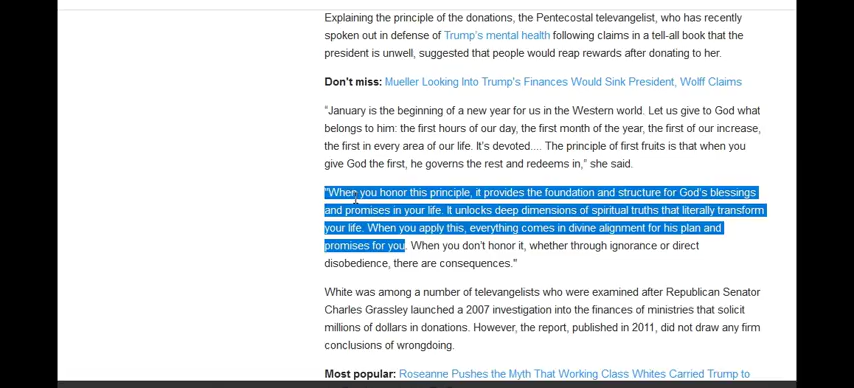 Explaining the principle of the donations, the Pentecostal televangelist, who has recently
spoken out in defense of Trump's mental health following claims in a tell-all book that the
president is unwell, suggested that people would reap rewards after donating to her.
Don't miss: Mueller Looking Into Trump's Finances Would Sink President, Wolff Claims
“January is the beginning of a new year for us in the Western world. Let us give to God what
belongs to him: the first hours of our day, the first month of the year, the first of our increase,
the first in every area of our life. It’s devoted.... The principle of first fruits is that when you
give God the first, he governs the rest and redeems it,” she said.
"When you honor this principle, it provides the foundation and structure for God’s blessings
and promises in your life. It unlocks deep dimensions of spiritual truths that literally transform
your life. When you apply this, everything comes in divine alignment for his plan and
promises for you. When you don’t honor it, whether through ignorance or direct
disobedience, there are consequences."
White was among a number of televangelists who were examined after Republican Senator
Charles Grassley launched a 2007 investigation into the finances of ministries that solicit
millions of dollars in donations. However, the report, published in 2011, did not draw any firm
conclusions of wrongdoing.
Most popular: Roseanne Pushes the Myth That Working Class Whites Carried Trump to